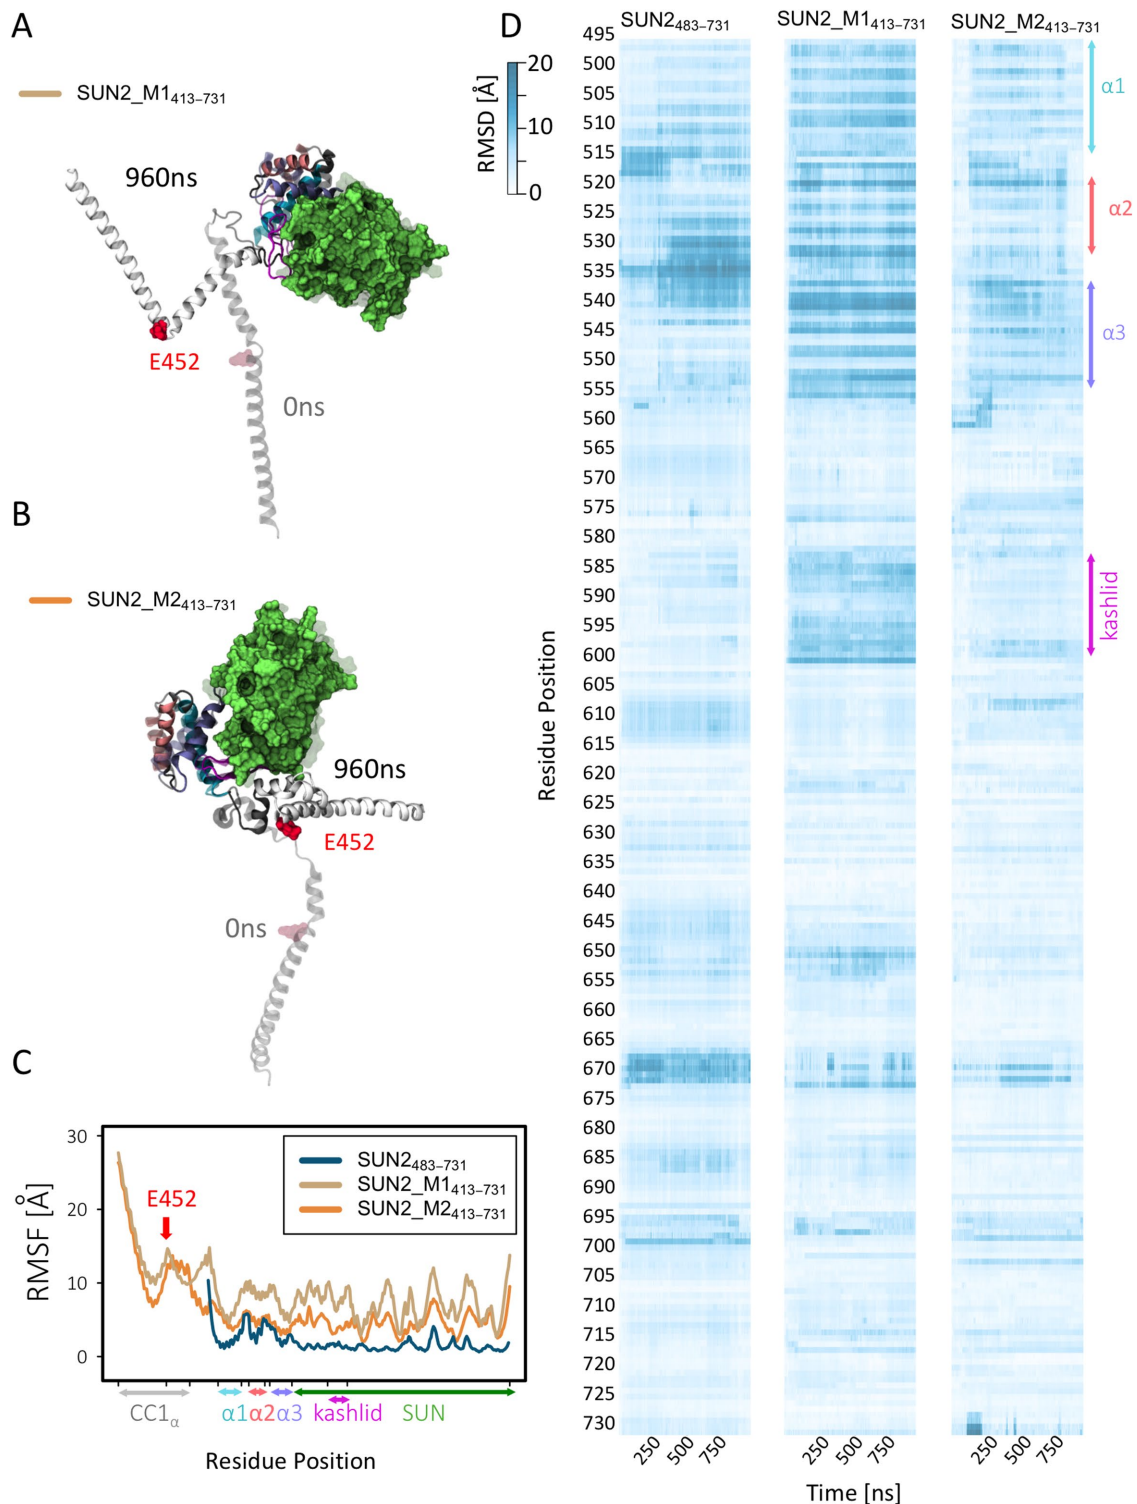 A
SUN2_M1413–731
960ns
E452
0ns
B
SUN2_M2413–731
960ns
E452
0ns
C
RMSF [Å]
30
20
10
0
E452
SUN2483–731
SUN2_M1413–731
SUN2_M2413–731
CC1α
α1
α2
α3
kashlid
SUN
Residue Position
D
SUN2483–731
SUN2_M1413–731
SUN2_M2413–731
RMSD [Å]
20
10
0
Residue Position
495
500
505
510
515
520
525
530
535
540
545
550
555
560
565
570
575
580
585
590
595
600
605
610
615
620
625
630
635
640
645
650
655
660
665
670
675
680
685
690
695
700
705
710
715
720
725
730
α1
α2
α3
kashlid
250 500 750
250 500 750
250 500 750
Time [ns]